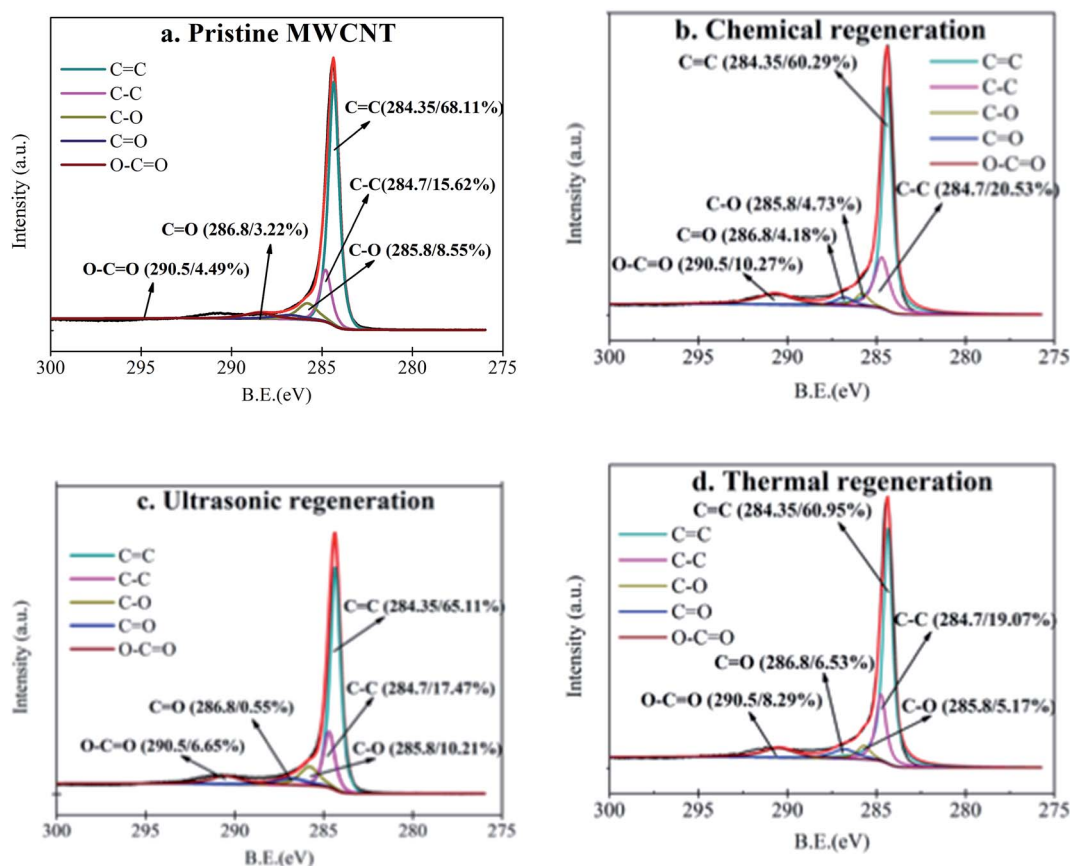 a. Pristine MWCNT
C=C
C-C
C-O
C=O
O-C=O
C=C(284.35/68.11%)
C-C(284.7/15.62%)
C=O (286.8/3.22%)
C-O (285.8/8.55%)
O-C=O (290.5/4.49%)
Intensity (a.u.)
300 295 290 285 280 275
B.E.(eV)
b. Chemical regeneration
C=C (284.35/60.29%)
C=C
C-C
C-O
C=O
O-C=O
C-C (284.7/20.53%)
C-O (285.8/4.73%)
C=O (286.8/4.18%)
O-C=O (290.5/10.27%)
Intensity (a.u.)
300 295 290 285 280 275
B.E.(eV)
c. Ultrasonic regeneration
C=C
C-C
C-O
C=O
O-C=O
C=C (284.35/65.11%)
C-C (284.7/17.47%)
C=O (286.8/0.55%)
O-C=O (290.5/6.65%)
C-O (285.8/10.21%)
Intensity (a.u.)
300 295 290 285 280 275
B.E.(eV)
d. Thermal regeneration
C=C (284.35/60.95%)
C=C
C-C
C-O
C=O
O-C=O
C-C (284.7/19.07%)
C=O (286.8/6.53%)
O-C=O (290.5/8.29%)
C-O (285.8/5.17%)
Intensity (a.u.)
300 295 290 285 280 275
B.E.(eV)